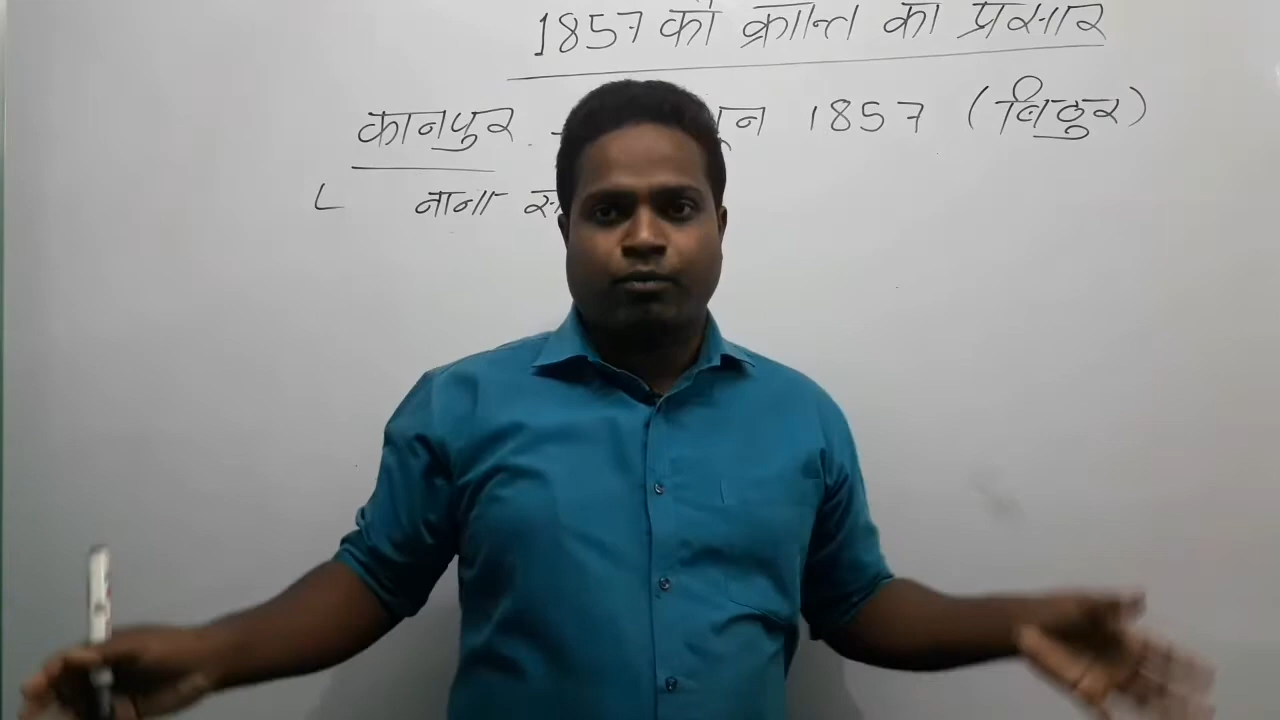 1857 की क्रान्ति का प्रसार
कानपुर - 1857 (बिठुर)
नाना